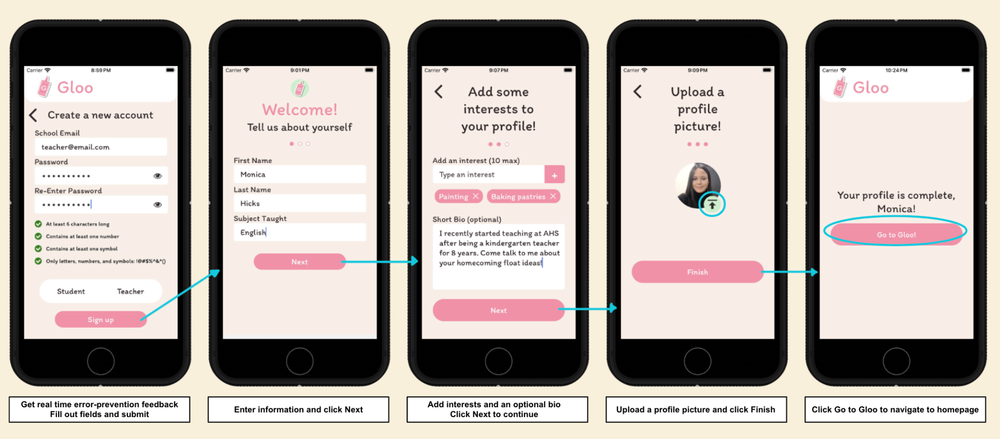 Carrier 8:59 PM
G Gloo
Create a new account
School Email
teacher@email.com
Password
••••••••••
Re-Enter Password
••••••••••
At least 6 characters long
Contains at least one number
Contains at least one symbol
Only letters, numbers, and symbols: !@#$%^&*()
Student Teacher
Sign up
Get real time error-prevention feedback
Fill out fields and submit
Carrier 9:01 PM
G
Welcome!
Tell us about yourself
First Name
Monica
Last Name
Hicks
Subject Taught
English
Next
Enter information and click Next
Carrier 9:07 PM
Add some
interests to
your profile!
Add an interest (10 max)
Type an interest +
Painting × Baking pastries ×
Short Bio (optional)
I recently started teaching at AHS
after being a kindergarten teacher
for 8 years. Come talk to me about
your homecoming float ideas!
Next
Add interests and an optional bio
Click Next to continue
Carrier 9:09 PM
Upload a
profile
picture!
Finish
Upload a profile picture and click Finish
Carrier 10:24 PM
G Gloo
Your profile is complete,
Monica!
Go to Gloo!
Click Go to Gloo to navigate to homepage